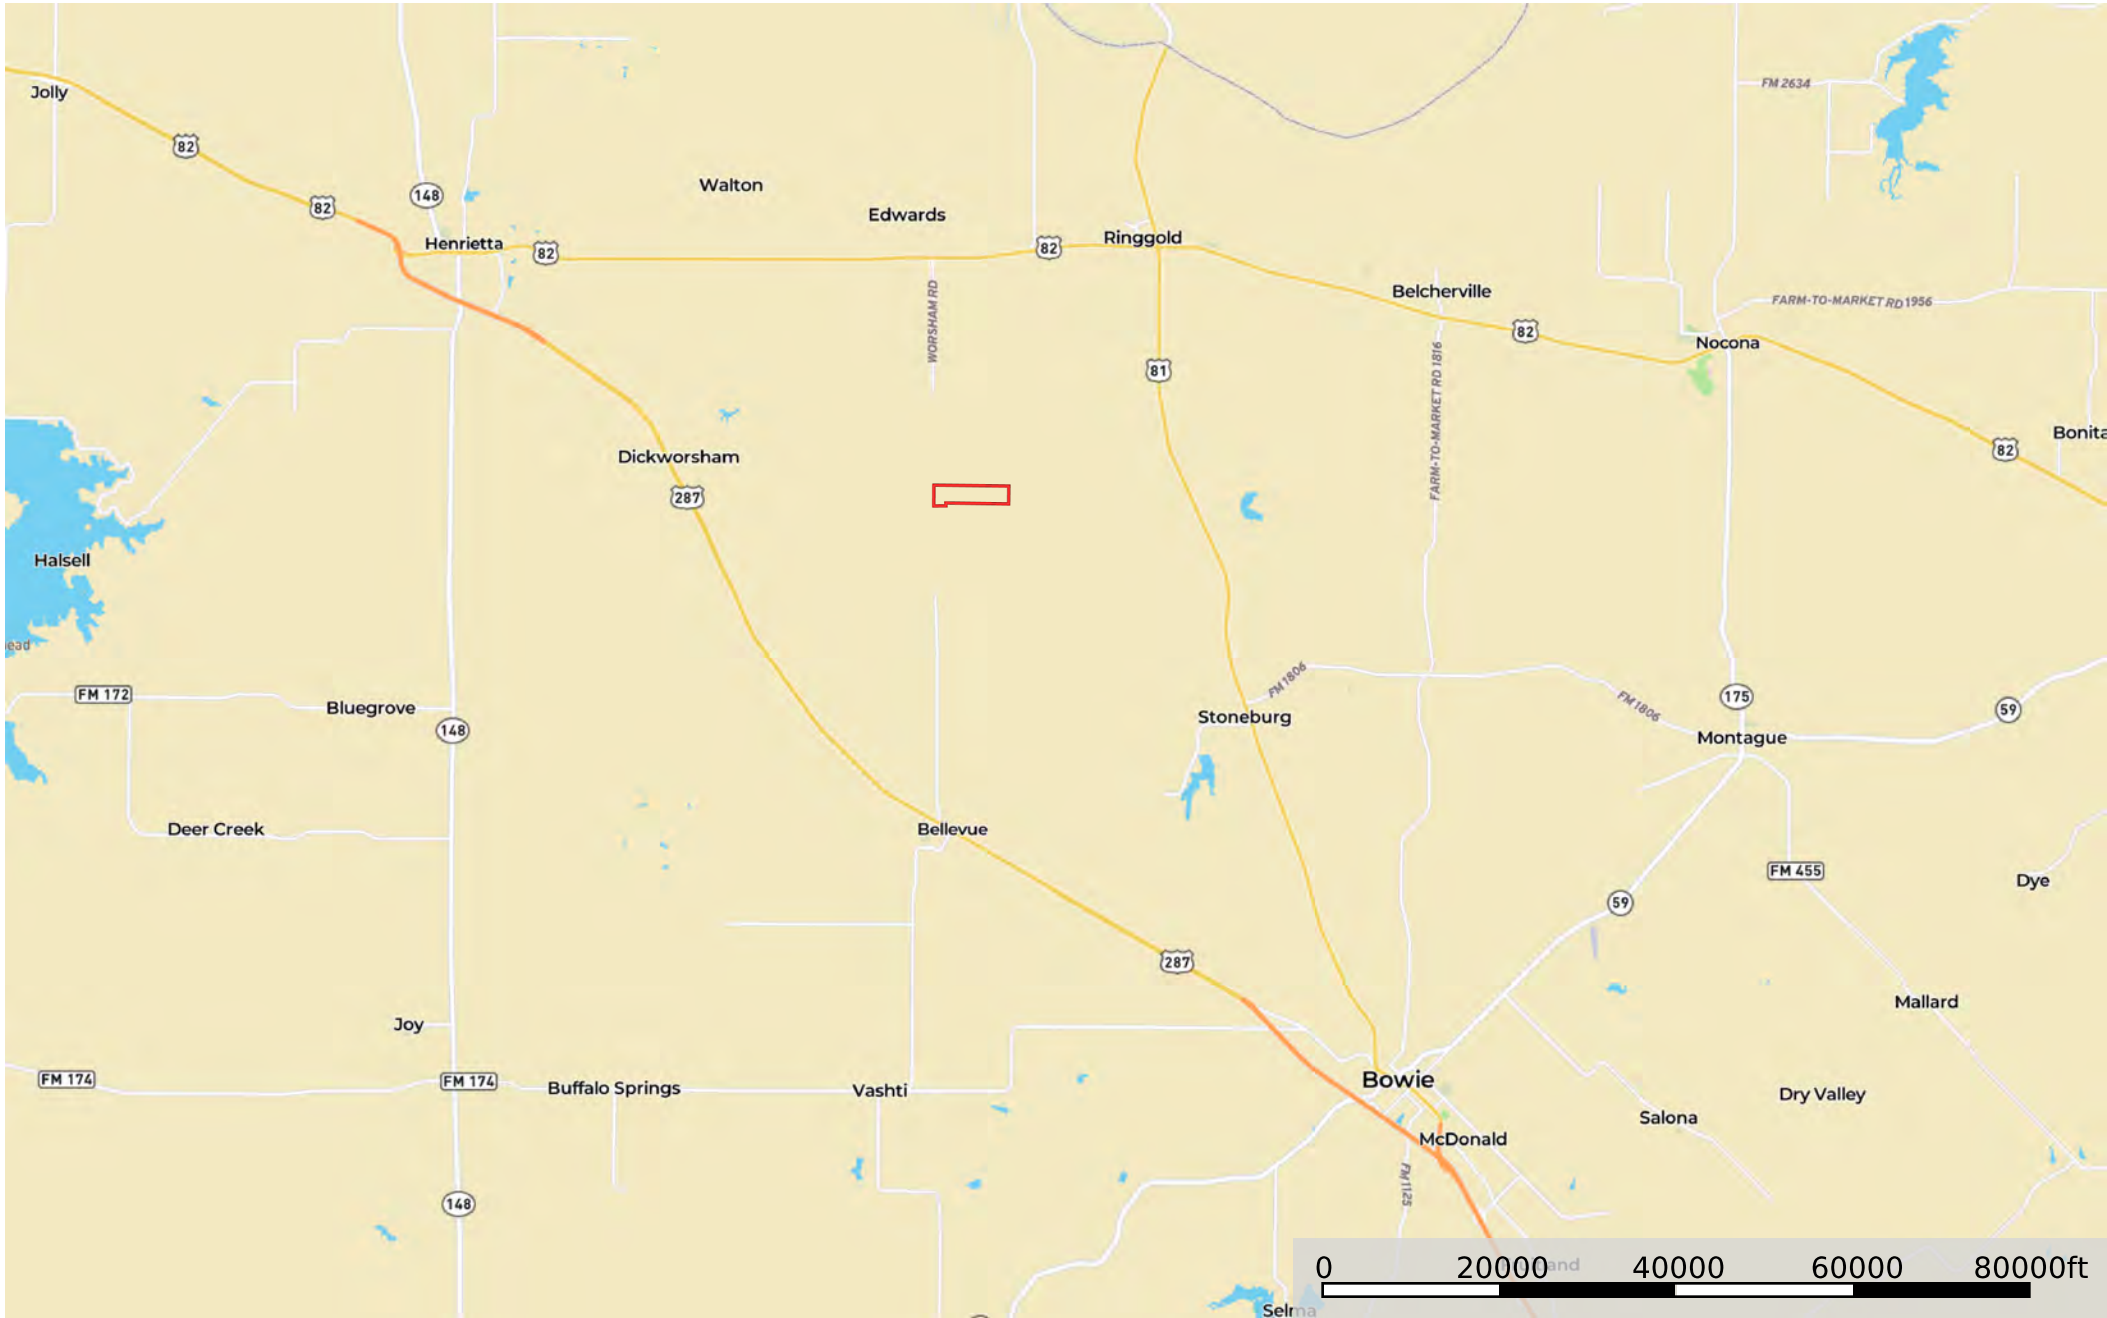 FM 2634
Jolly
82
Walton
148
82
Edwards
Henrietta
82
82
Ringgold
Belcherville
FARM-TO-MARKET RD 1956
WORSHAM RD
82
Nocona
81
FARM-TO-MARKET RD 1816
Bonita
82
Dickworsham
287
Halsell
ead
FM 1806
FM 172
Bluegrove
148
Stoneburg
FM 1806
175
59
Montague
Deer Creek
Bellevue
FM 455
Dye
59
287
Mallard
Joy
FM 174
FM 174
Buffalo Springs
Vashti
Bowie
Dry Valley
Salona
McDonald
FM 1125
148
0 20000 40000 60000 80000ft
Selma